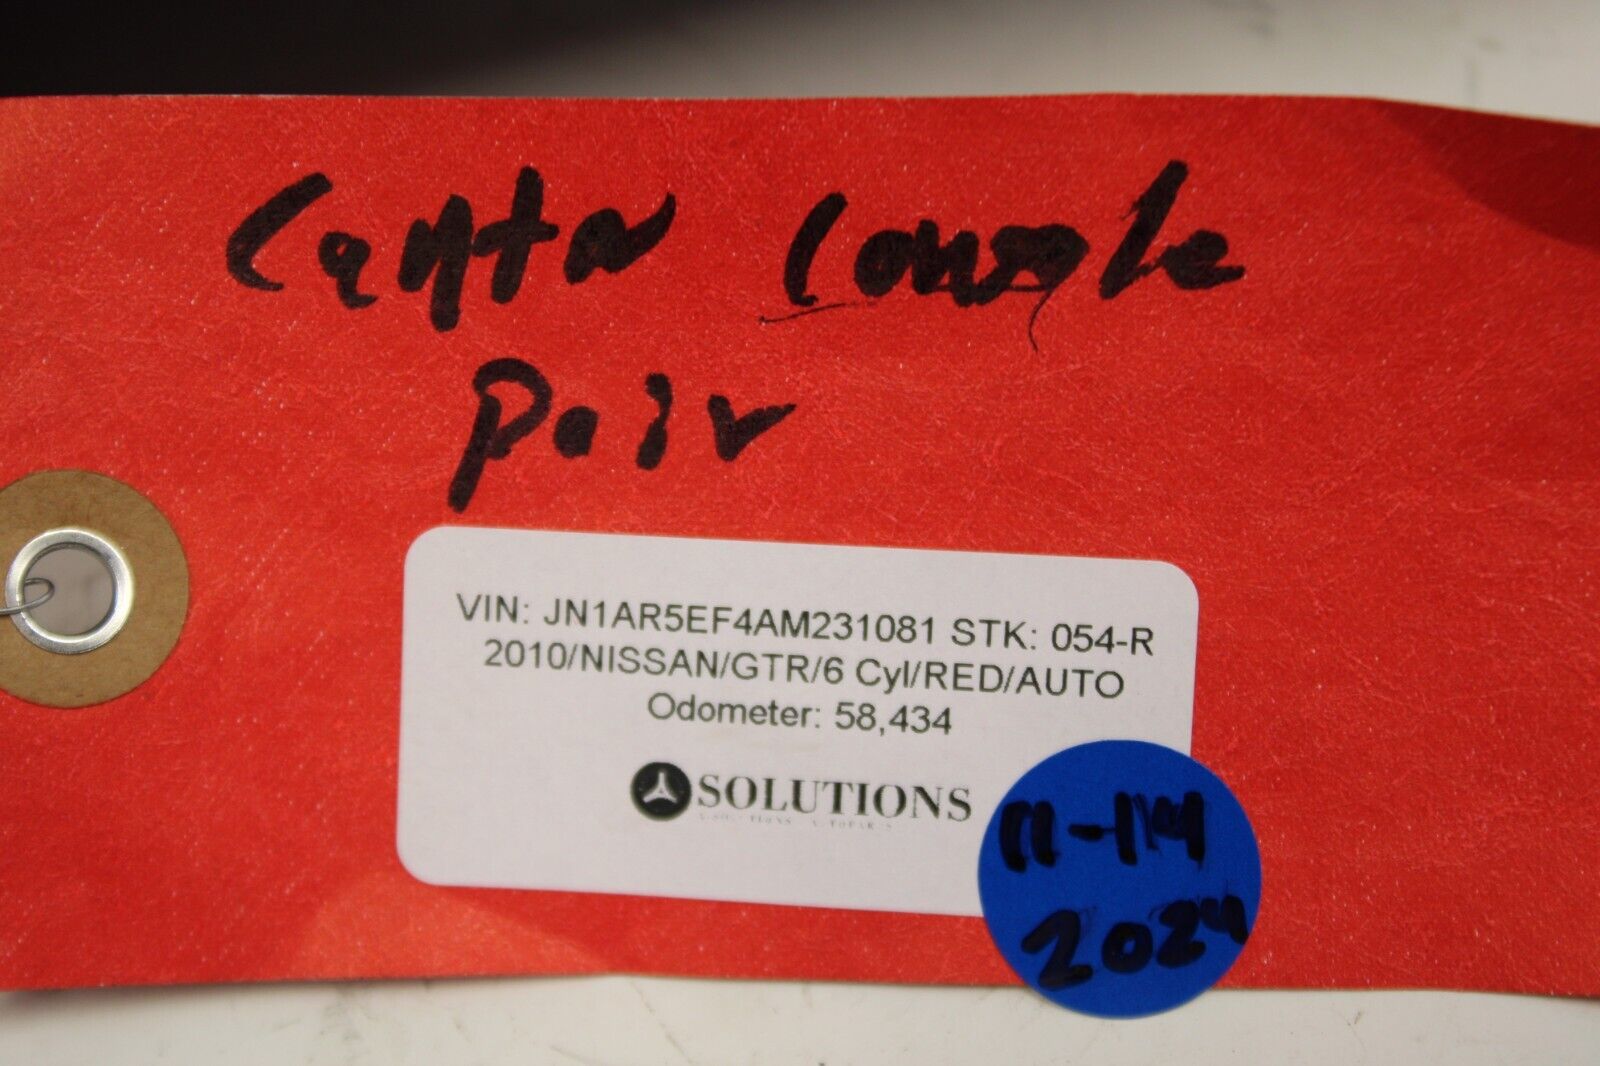 Canta console
pair
VIN: JN1AR5EF4AM231081 STK: 054-R
2010/NISSAN/GTR/6 Cyl/RED/AUTO
Odometer: 58,434
SOLUTIONS
11-14
2024